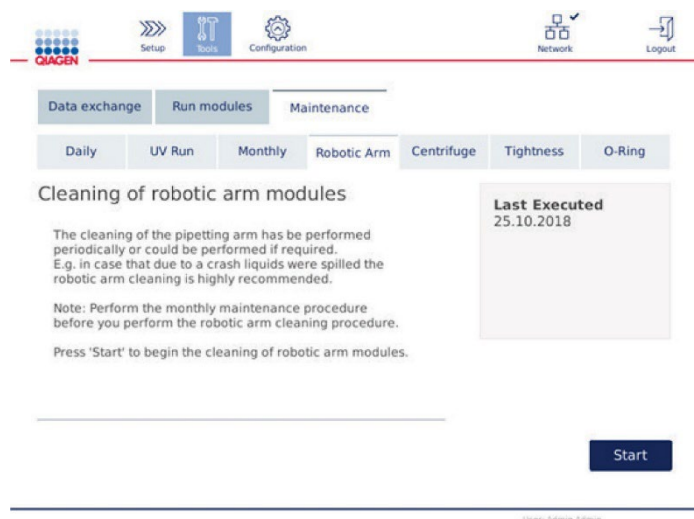 QIAGEN
Setup
Tools
Configuration
Network
Logout
Data exchange
Run modules
Maintenance
Daily
UV Run
Monthly
Robotic Arm
Centrifuge
Tightness
O-Ring
Cleaning of robotic arm modules
The cleaning of the pipetting arm has be performed
periodically or could be performed if required.
E.g. in case that due to a crash liquids were spilled the
robotic arm cleaning is highly recommended.
Note: Perform the monthly maintenance procedure
before you perform the robotic arm cleaning procedure.
Press 'Start' to begin the cleaning of robotic arm modules.
Last Executed
25.10.2018
Start